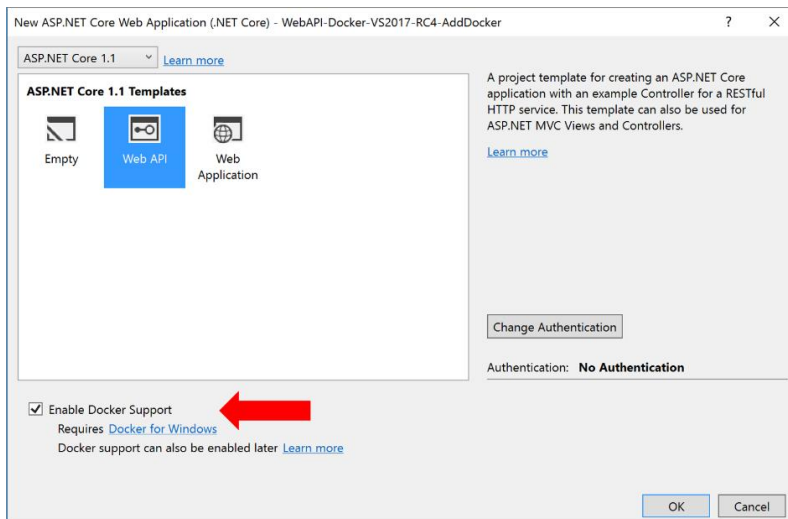 New ASP.NET Core Web Application (.NET Core) - WebAPI-Docker-VS2017-RC4-AddDocker
ASP.NET Core 1.1
Learn more
ASP.NET Core 1.1 Templates
Empty
Web API
Web
Application
A project template for creating an ASP.NET Core
application with an example Controller for a RESTful
HTTP service. This template can also be used for
ASP.NET MVC Views and Controllers.
Learn more
Change Authentication
Authentication: No Authentication
Enable Docker Support
Requires Docker for Windows
Docker support can also be enabled later Learn more
OK
Cancel